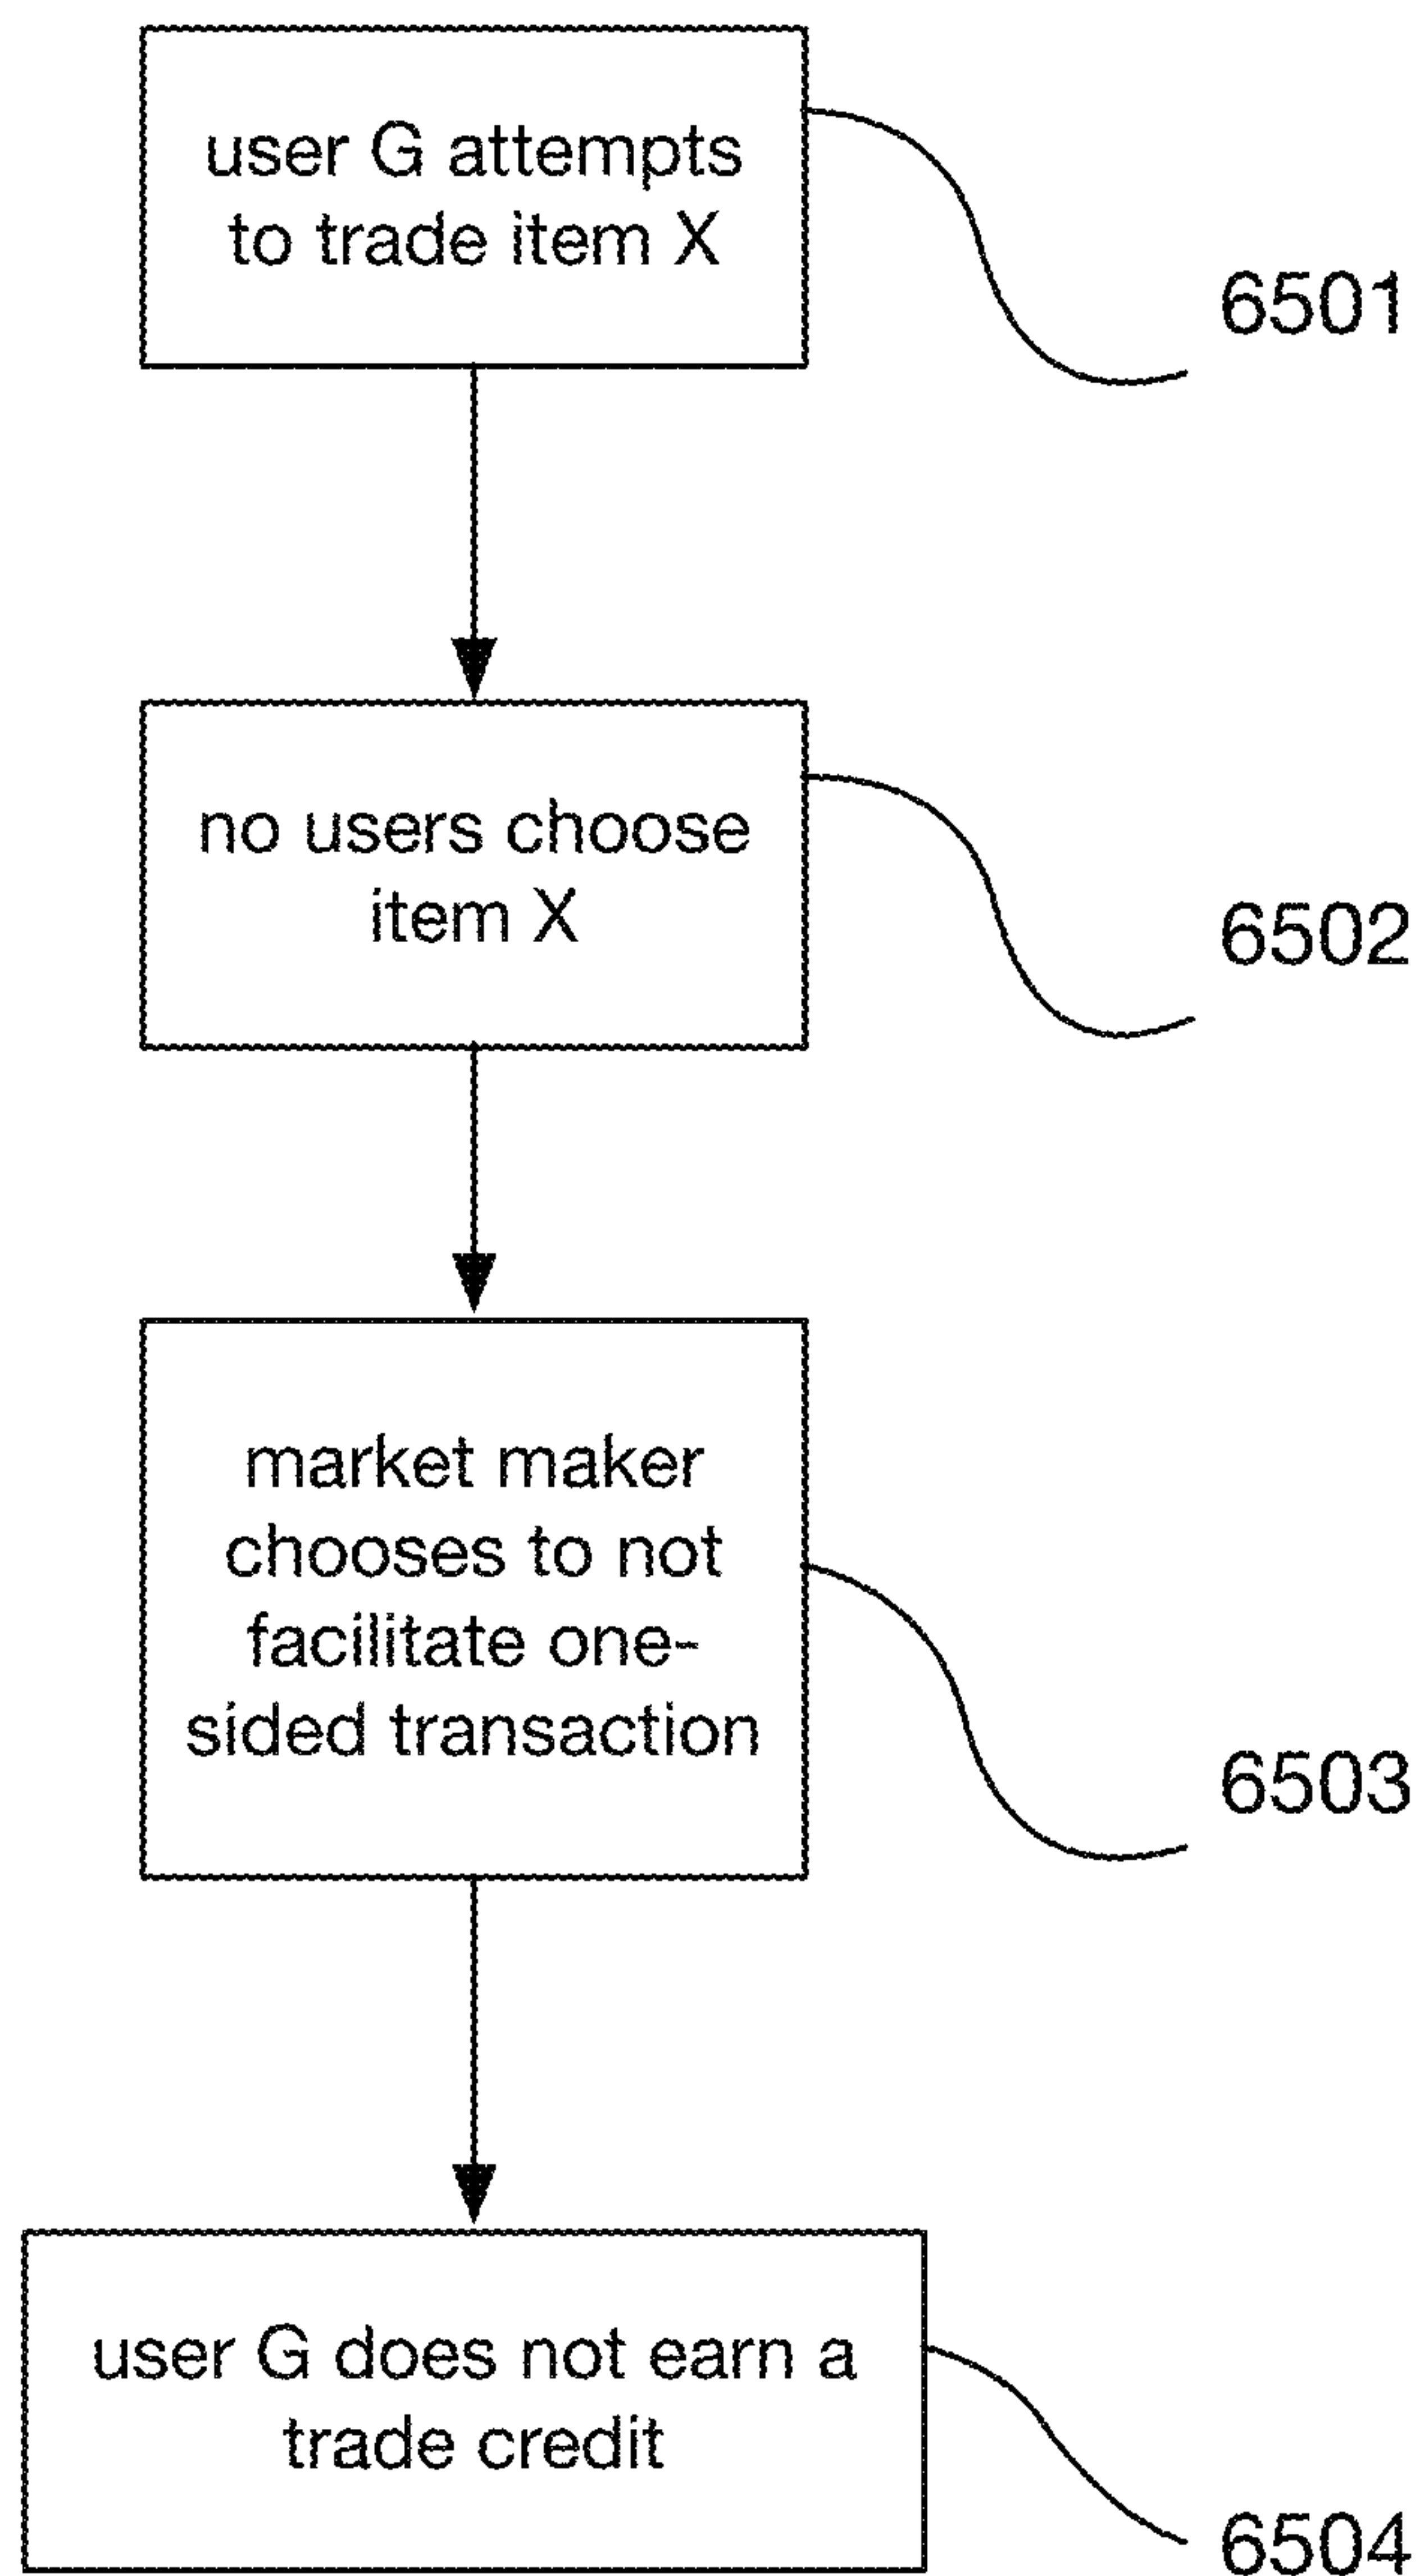 user G attempts
to trade item X
6501
no users choose
item X
6502
market maker
chooses to not
facilitate one-
sided transaction
6503
user G does not earn a
trade credit
6504